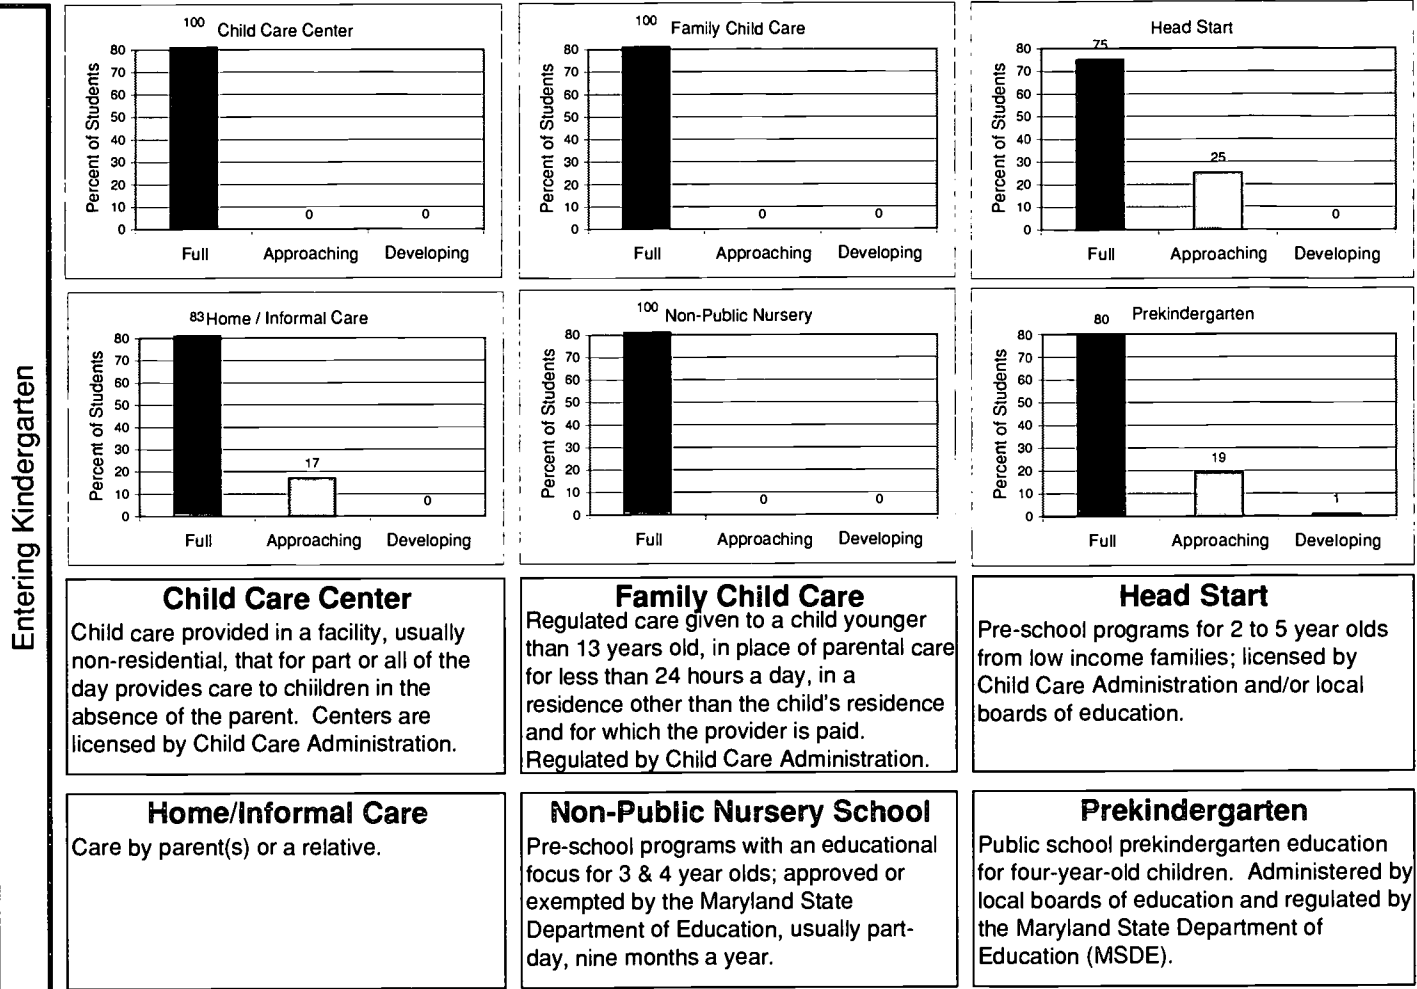 Entering Kindergarten
100 Child Care Center
80
70
60
50
40
30
20
10
0
Percent of Students
0
0
Full Approaching Developing
100 Family Child Care
80
70
60
50
40
30
20
10
0
Percent of Students
0
0
Full Approaching Developing
Head Start
75
80
70
60
50
40
30
20
10
0
Percent of Students
25
0
Full Approaching Developing
83 Home / Informal Care
80
70
60
50
40
30
20
10
0
Percent of Students
17
0
Full Approaching Developing
100 Non-Public Nursery
80
70
60
50
40
30
20
10
0
Percent of Students
0
0
Full Approaching Developing
80 Prekindergarten
80
70
60
50
40
30
20
10
0
Percent of Students
19
1
Full Approaching Developing
Child Care Center
Child care provided in a facility, usually
non-residential, that for part or all of the
day provides care to chiildren in the
absence of the parent. Centers are
licensed by Child Care Administration.
Family Child Care
Regulated care given to a child younger
than 13 years old, in place of parental care
for less than 24 hours a day, in a
residence other than the child's residence
and for which the provider is paid.
Regulated by Child Care Administration.
Head Start
Pre-school programs for 2 to 5 year olds
from low income families; licensed by
Child Care Administration and/or local
boards of education.
Home/Informal Care
Care by parent(s) or a relative.
Non-Public Nursery School
Pre-school programs with an educational
focus for 3 & 4 year olds; approved or
exempted by the Maryland State
Department of Education, usually part-
day, nine months a year.
Prekindergarten
Public school prekindergarten education
for four-year-old children. Administered by
local boards of education and regulated by
the Maryland State Department of
Education (MSDE).